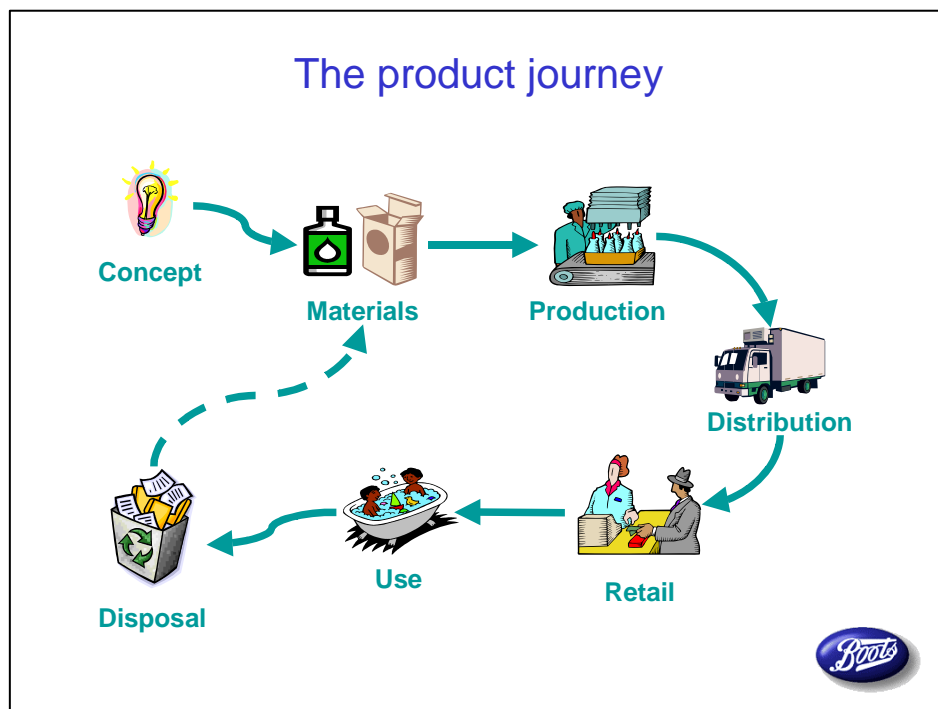 The product journey
Concept
Materials
Production
Distribution
Retail
Use
Disposal
Boots